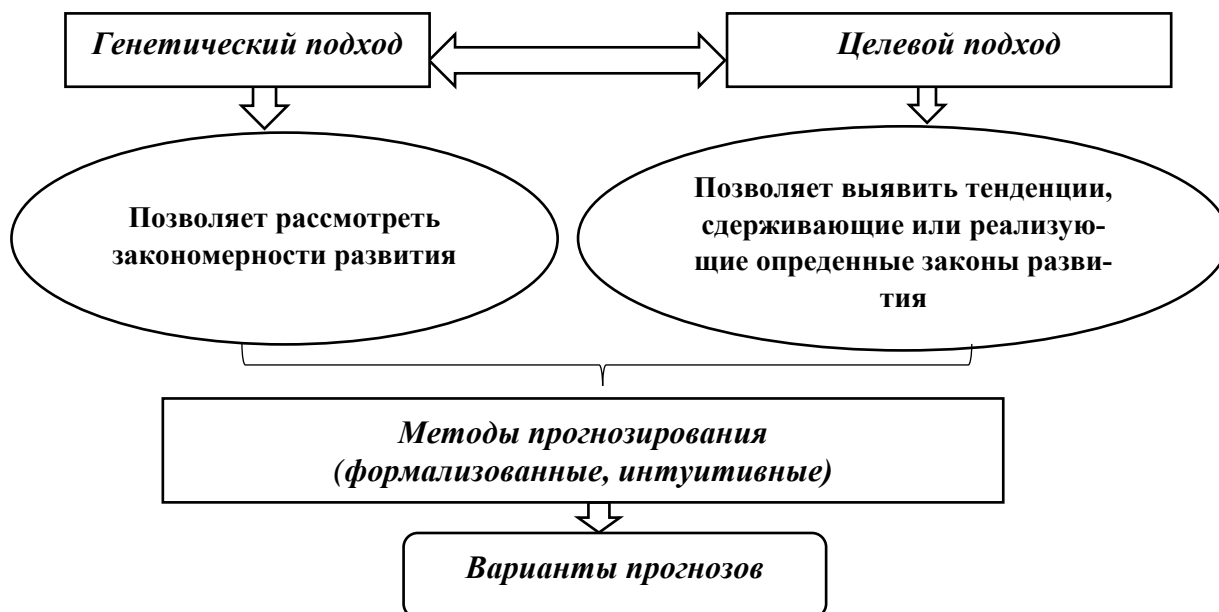 Генетический подход
Целевой подход
Позволяет рассмотреть
закономерности развития
Позволяет выявить тенденции,
сдерживающие или реализую-
щие опреденные законы разви-
тия
Методы прогнозирования
(формализованные, интуитивные)
Варианты прогнозов